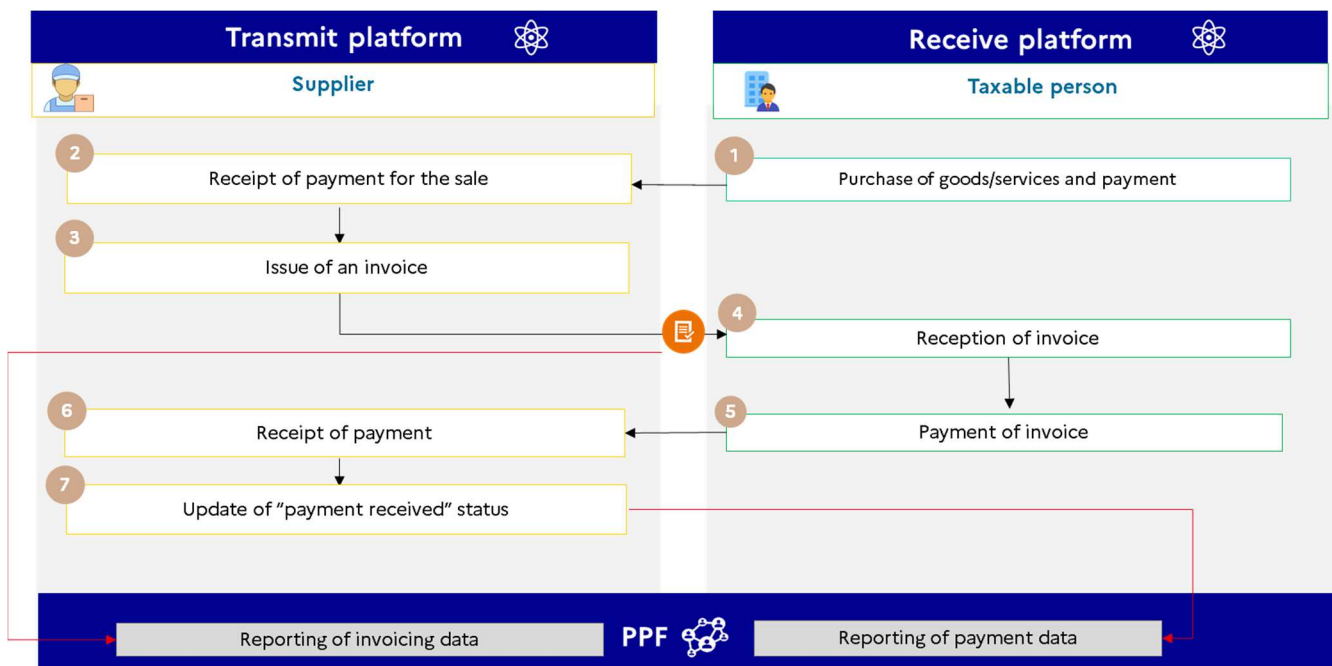 Transmit platform
Receive platform
Supplier
Taxable person
2
Receipt of payment for the sale
1
Purchase of goods/services and payment
3
Issue of an invoice
4
Reception of invoice
6
Receipt of payment
5
Payment of invoice
7
Update of “payment received” status
Reporting of invoicing data
PPF
Reporting of payment data